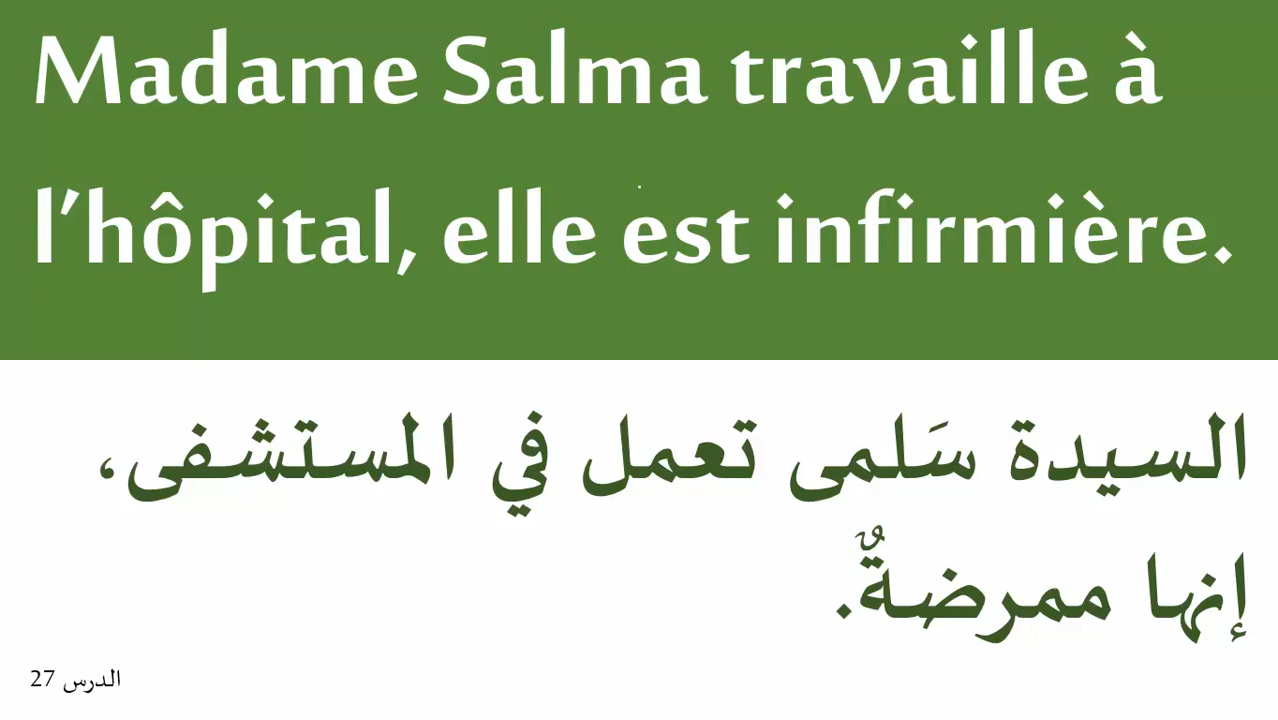 Madame Salma travaille à
l’hôpital, elle est infirmière.
السيدة سَلمى تعمل في المستشفى،
إنها ممرضةٌ.
الدرس 27